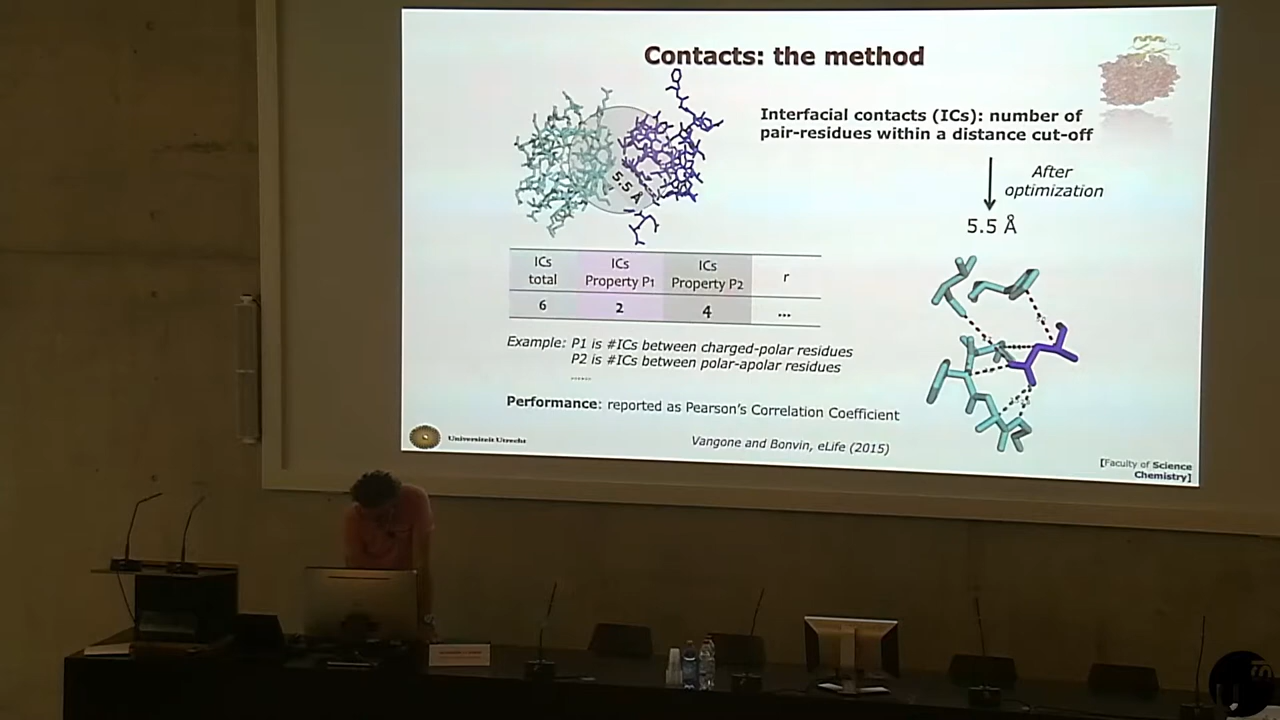 Contacts: the method
Interfacial contacts (ICs): number of
pair-residues within a distance cut-off
After
optimization
5.5 Å
5.5 Å
ICs total
ICs Property P1
ICs Property P2
r
6
2
4
...
Example: P1 is #ICs between charged-polar residues
P2 is #ICs between polar-apolar residues
......
Performance: reported as Pearson's Correlation Coefficient
Universiteit Utrecht
Vangone and Bonvin, eLife (2015)
[Faculty of Science
Chemistry]